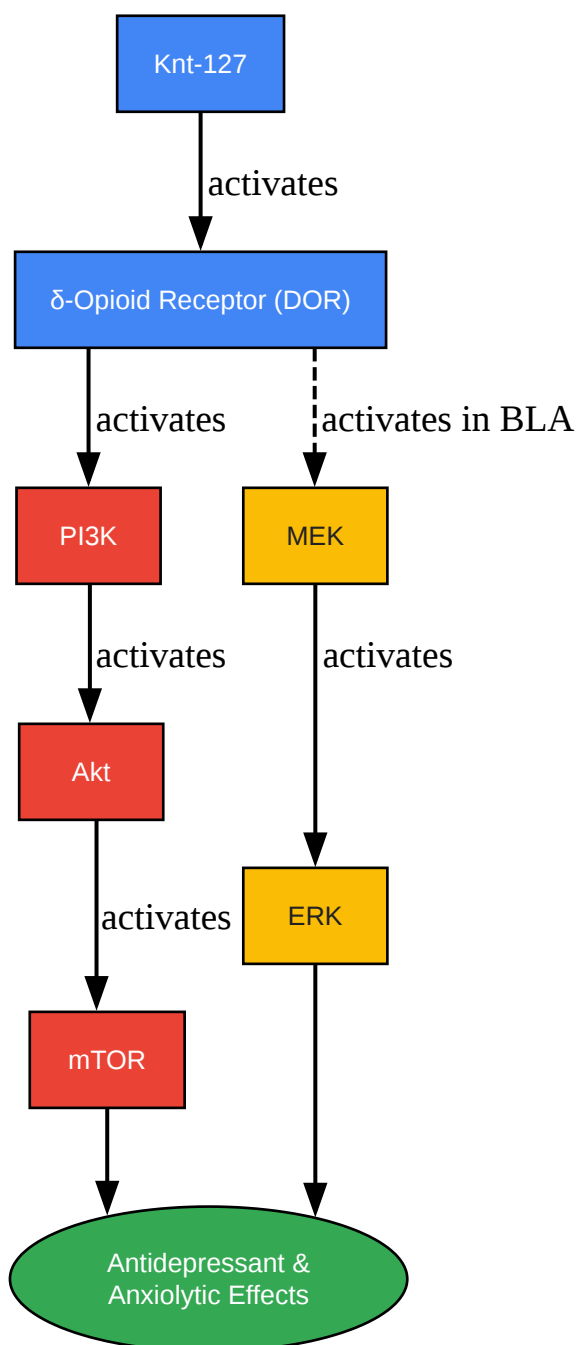 Knt-127
activates
δ-Opioid Receptor (DOR)
activates
activates in BLA
PI3K
MEK
activates
activates
Akt
activates
ERK
mTOR
Antidepressant &
Anxiolytic Effects